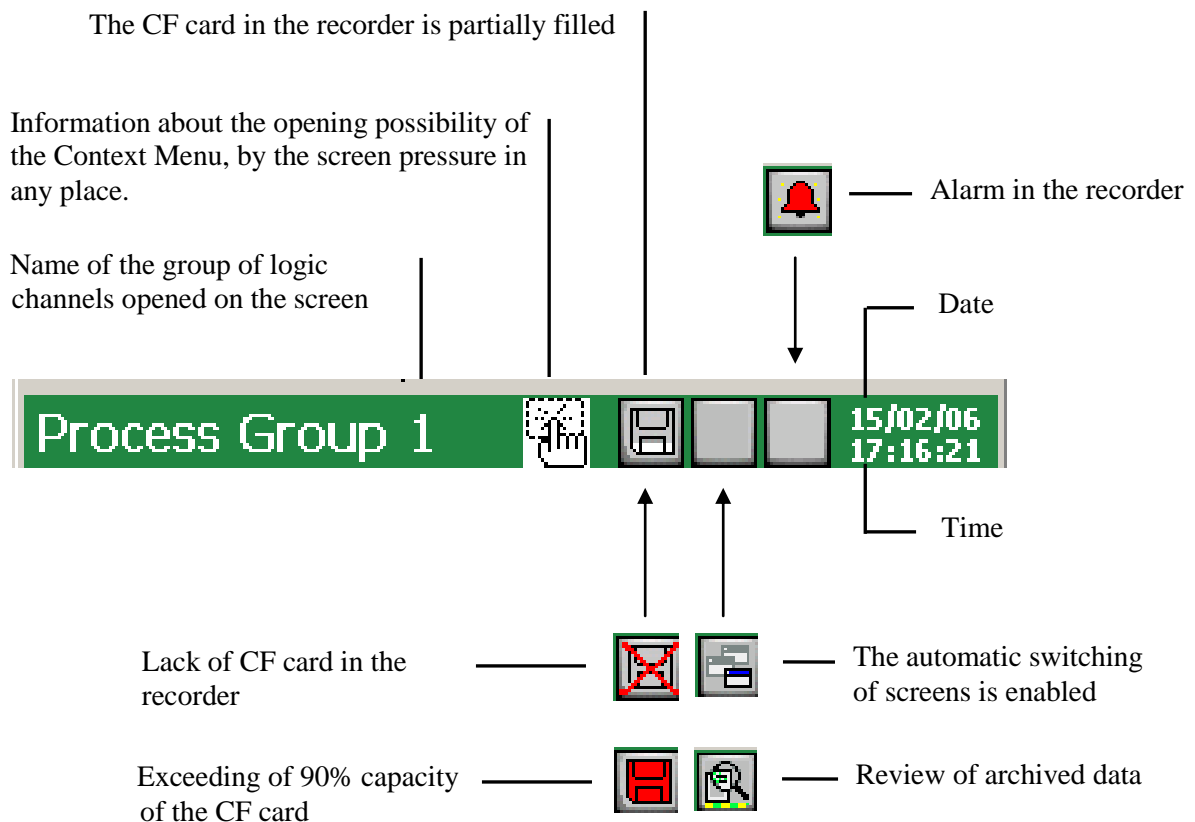 The CF card in the recorder is partially filled
Information about the opening possibility of
the Context Menu, by the screen pressure in
any place.
Alarm in the recorder
Name of the group of logic
channels opened on the screen
Date
Process Group 1
15/02/06
17:16:21
Time
Lack of CF card in the
recorder
The automatic switching
of screens is enabled
Exceeding of 90% capacity
of the CF card
Review of archived data